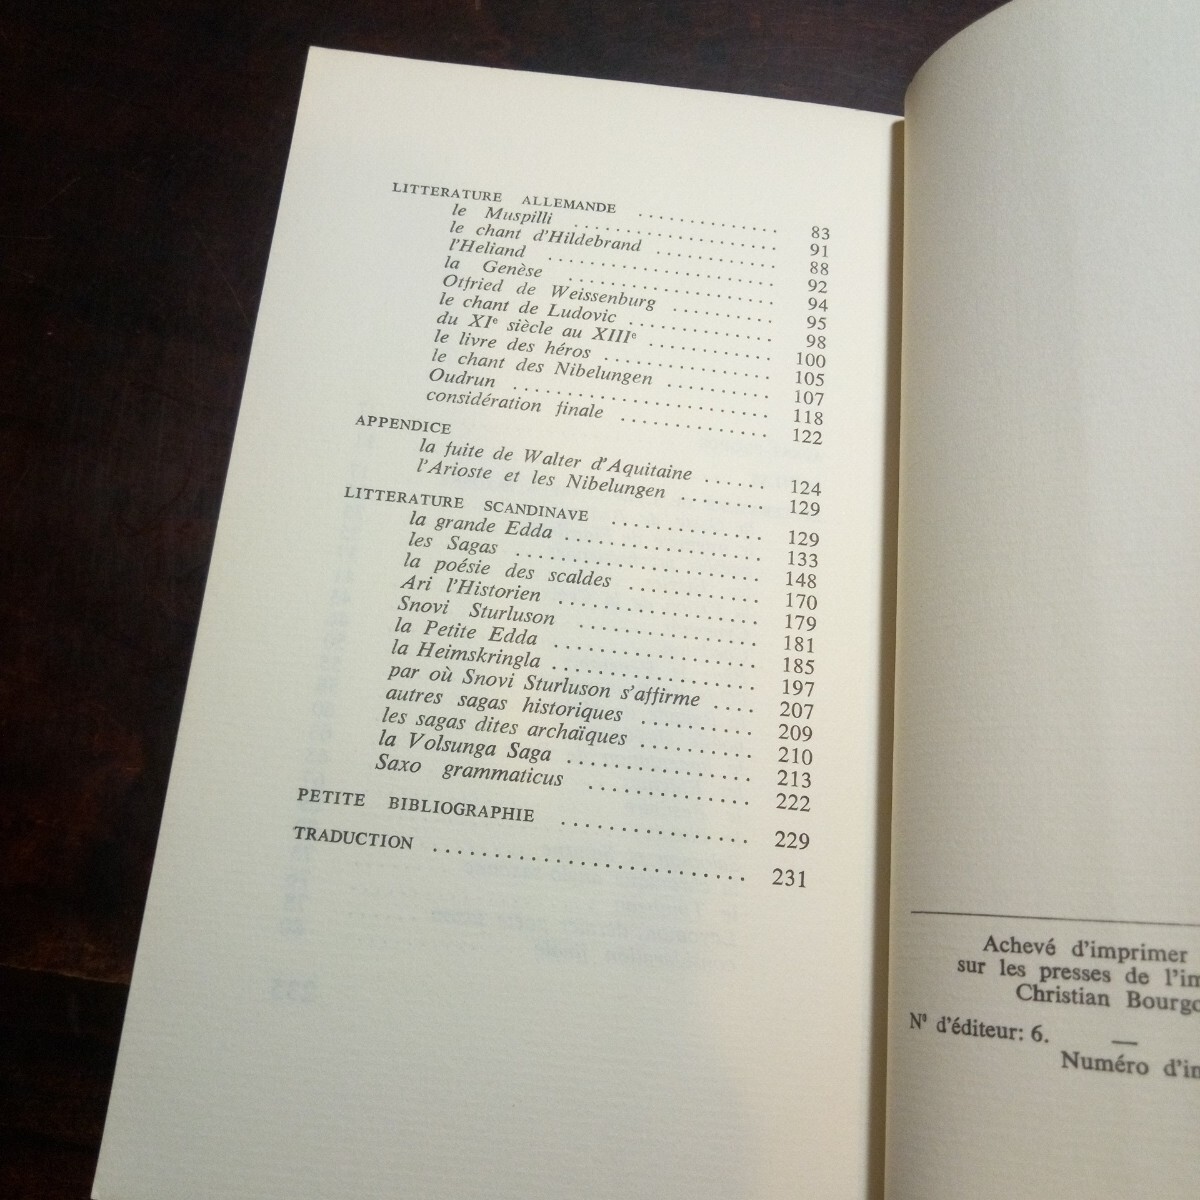 LITTERATURE ALLEMANDE .............. 83
le Muspilli .................... 91
le chant d'Hildebrand ............ 88
l'Heliand ....................... 92
la Genèse ..................... 94
Otfried de Weissenburg .......... 95
le chant de Ludovic .............. 98
du XIe siècle au XIIIe ............ 100
le livre des héros ................ 105
le chant des Nibelungen ......... 107
Oudrun ........................ 118
considération finale .............. 122
APPENDICE
la fuite de Walter d'Aquitaine ...... 124
l'Arioste et les Nibelungen ........ 129
LITTERATURE SCANDINAVE ............. 129
la grande Edda .................. 133
les Sagas ...................... 148
la poésie des scaldes ............ 170
Ari l'Historien .................. 179
Snovi Sturluson ................. 181
la Petite Edda .................. 185
la Heimskringla .................. 197
par où Snovi Sturluson s'affirme .... 207
autres sagas historiques .......... 209
les sagas dites archaïques .......... 210
la Volsunga Saga ................ 213
Saxo grammaticus .............. 222
PETITE BIBLIOGRAPHIE ................. 229
TRADUCTION ............................ 231
Achevé d'imprimer
sur les presses de l'im
Christian Bourgo
N° d'éditeur: 6. —
Numéro d'im